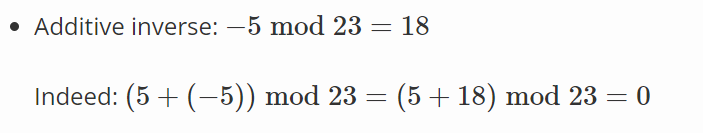 • Additive inverse: −5 mod 23 = 18
Indeed: (5 + (−5)) mod 23 = (5 + 18) mod 23 = 0